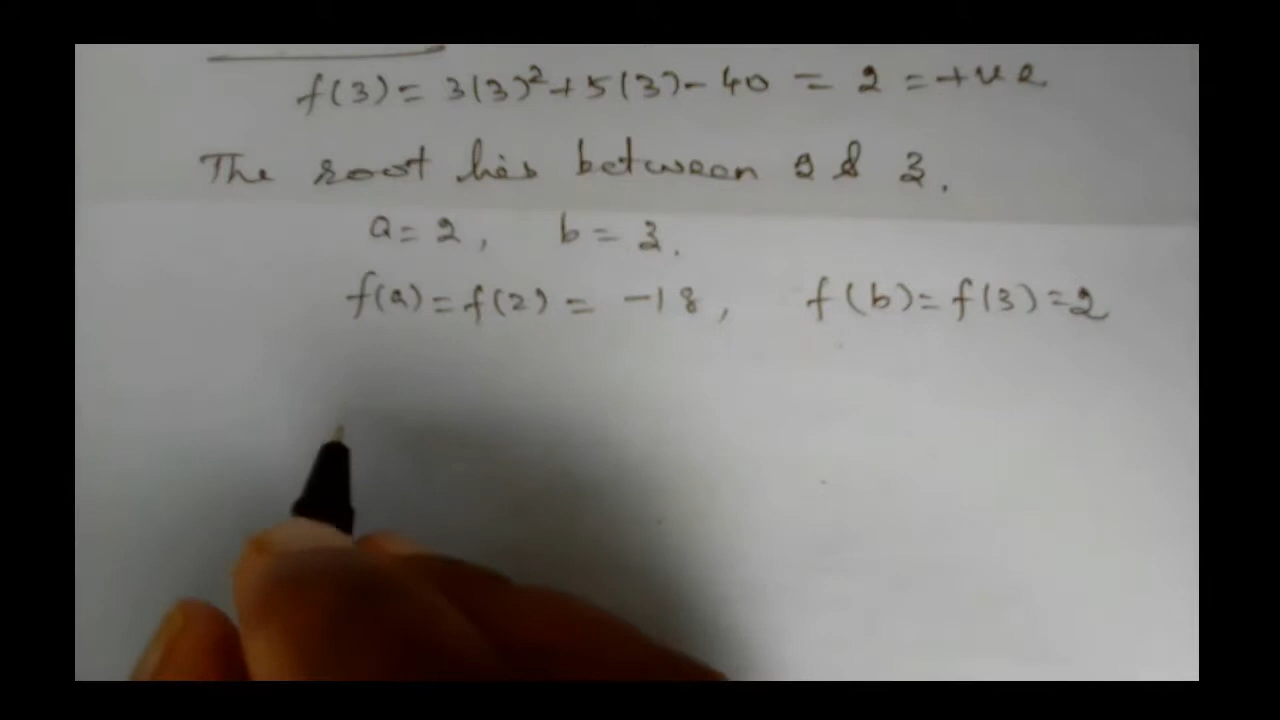 f(3) = 3(3)²+5(3)-40 = 2 = +ve
The root lies between 2 & 3.
a=2, b=3.
f(a)=f(2)= -18, f(b)=f(3)=2